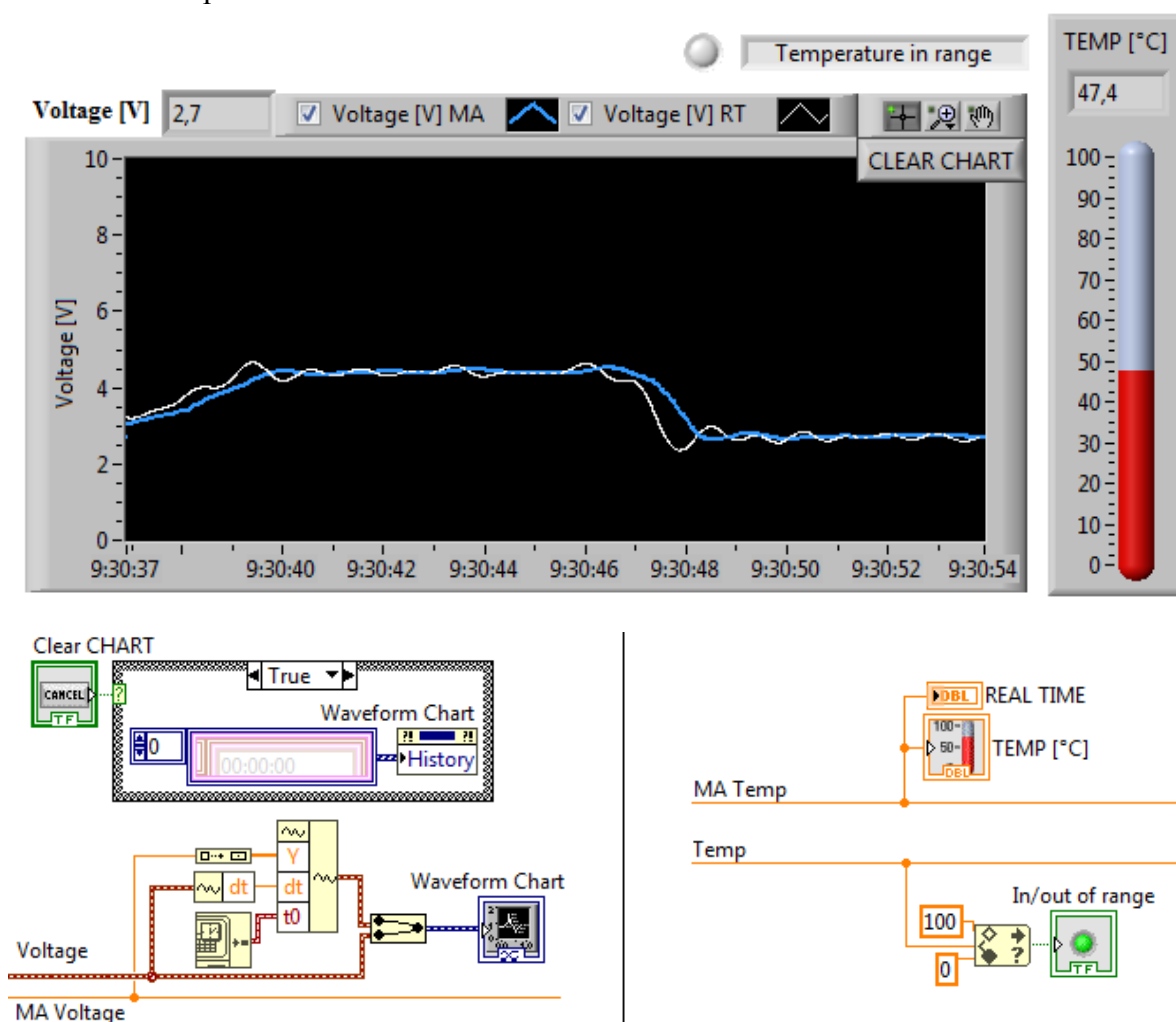 Temperature in range
TEMP [°C]
47,4
Voltage [V] 2,7 Voltage [V] MA Voltage [V] RT
CLEAR CHART
Voltage [V]
10
8
6
4
2
0
9:30:37 9:30:40 9:30:42 9:30:44 9:30:46 9:30:48 9:30:50 9:30:52 9:30:54
100
90
80
70
60
50
40
30
20
10
0
Clear CHART
CANCEL
TF
?
True
Waveform Chart
0
00:00:00
?! ?!
History
Y
dt dt
t0
Waveform Chart
Voltage
MA Voltage
DBL REAL TIME
100
50
DBL
TEMP [°C]
MA Temp
Temp
In/out of range
100
?
0
TF